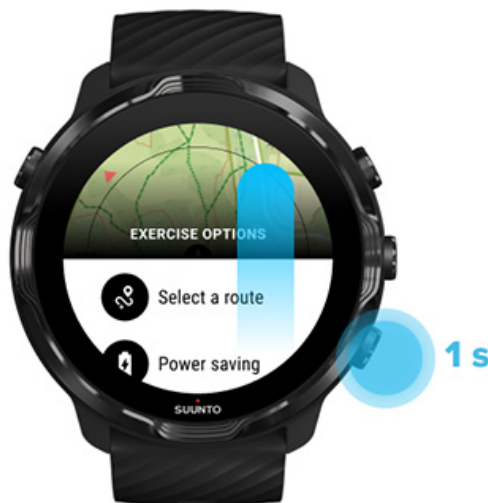 EXERCISE OPTIONS
Select a route
Power saving
1 s
SUUNTO